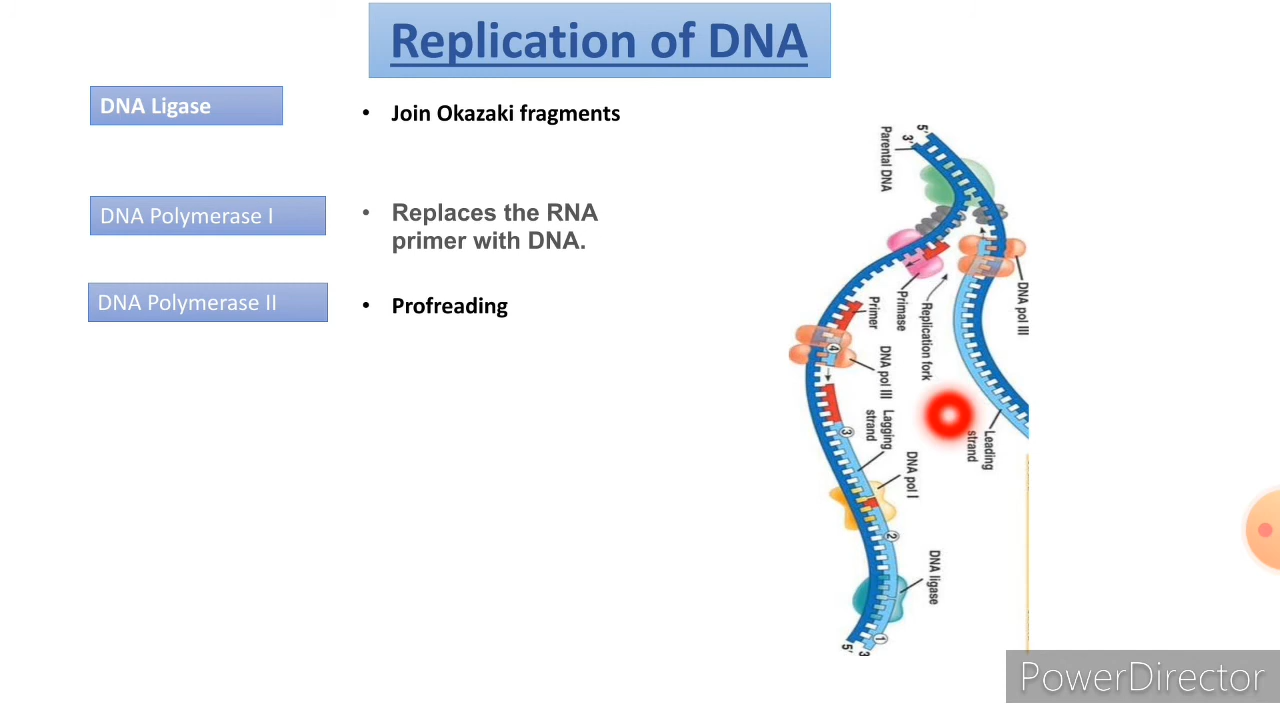 Replication of DNA
DNA Ligase
• Join Okazaki fragments
DNA Polymerase I
• Replaces the RNA
primer with DNA.
DNA Polymerase II
• Profreading
5'
3'
Parental DNA
DNA pol III
Primase
Replication fork
Primer
4
DNA pol III
Lagging
strand
3
Leading
strand
DNA pol I
2
DNA ligase
1
5'
3
PowerDirector